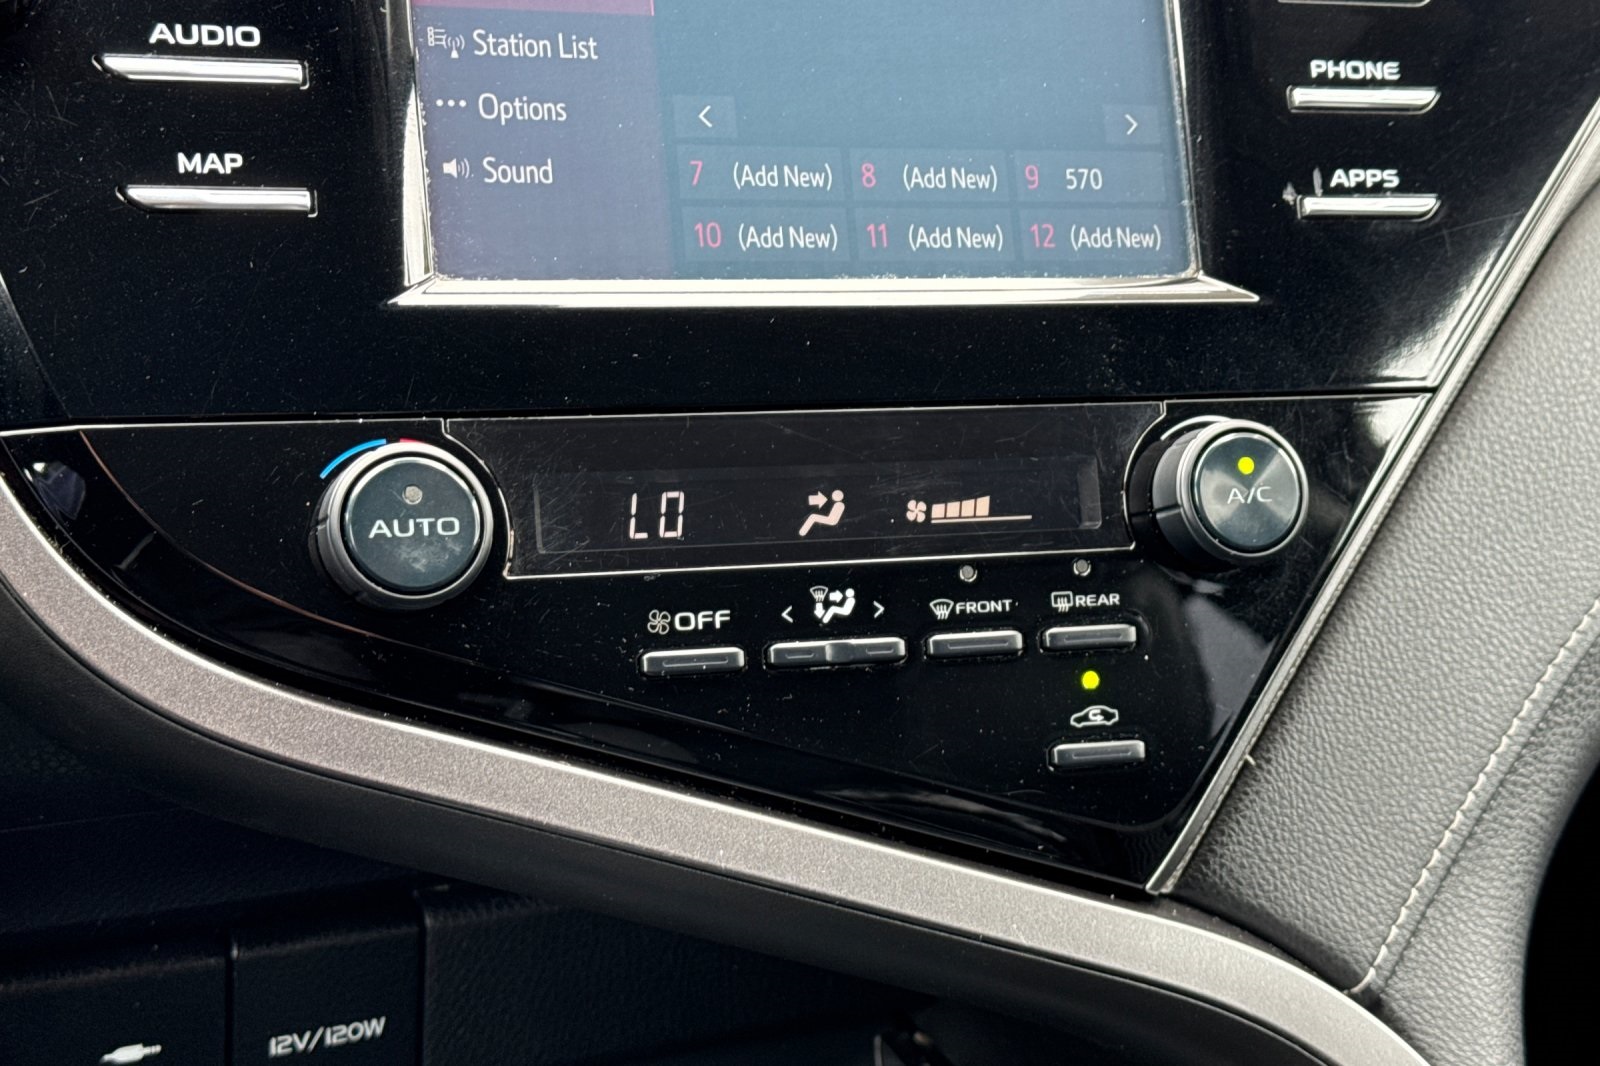 AUDIO
MAP
Station List
Options
Sound
<
>
7 (Add New) 8 (Add New) 9 570
10 (Add New) 11 (Add New) 12 (Add New)
PHONE
APPS
AUTO
LO
A/C
OFF
< >
FRONT
REAR
12V/120W